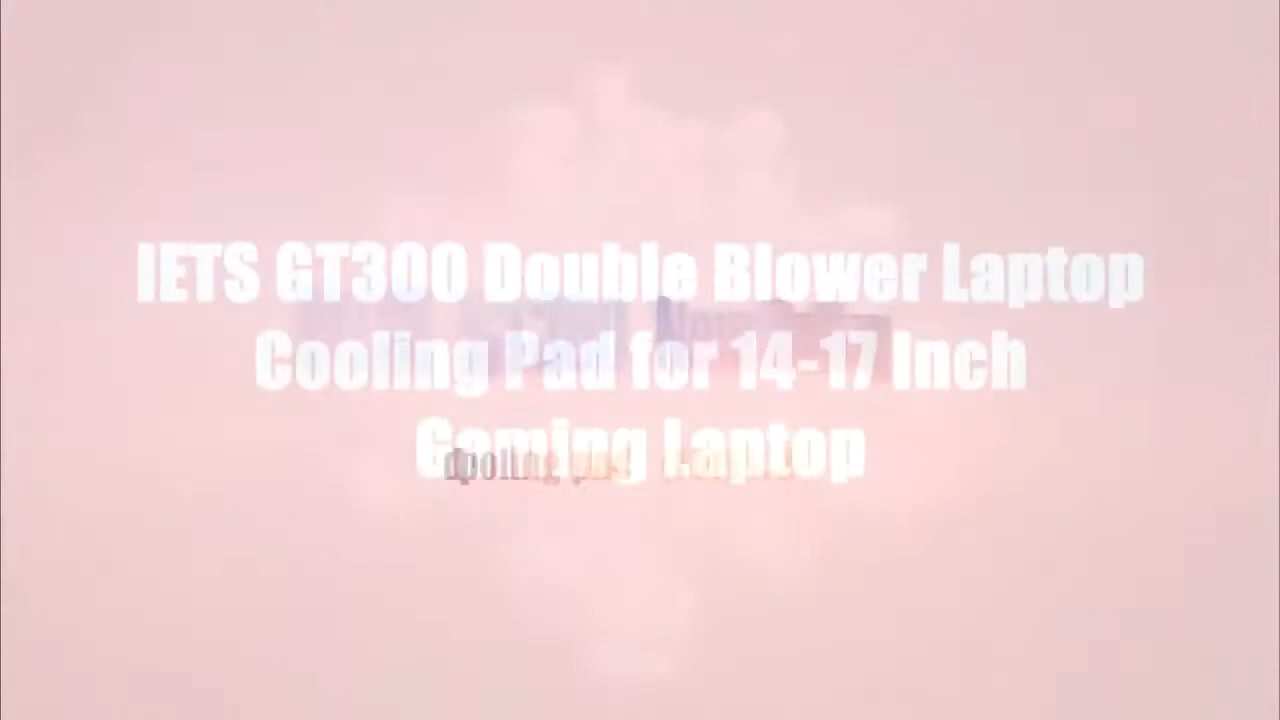 IETS GT300 Double Blower Laptop
Cooling Pad for 14-17 Inch
Gaming Laptop